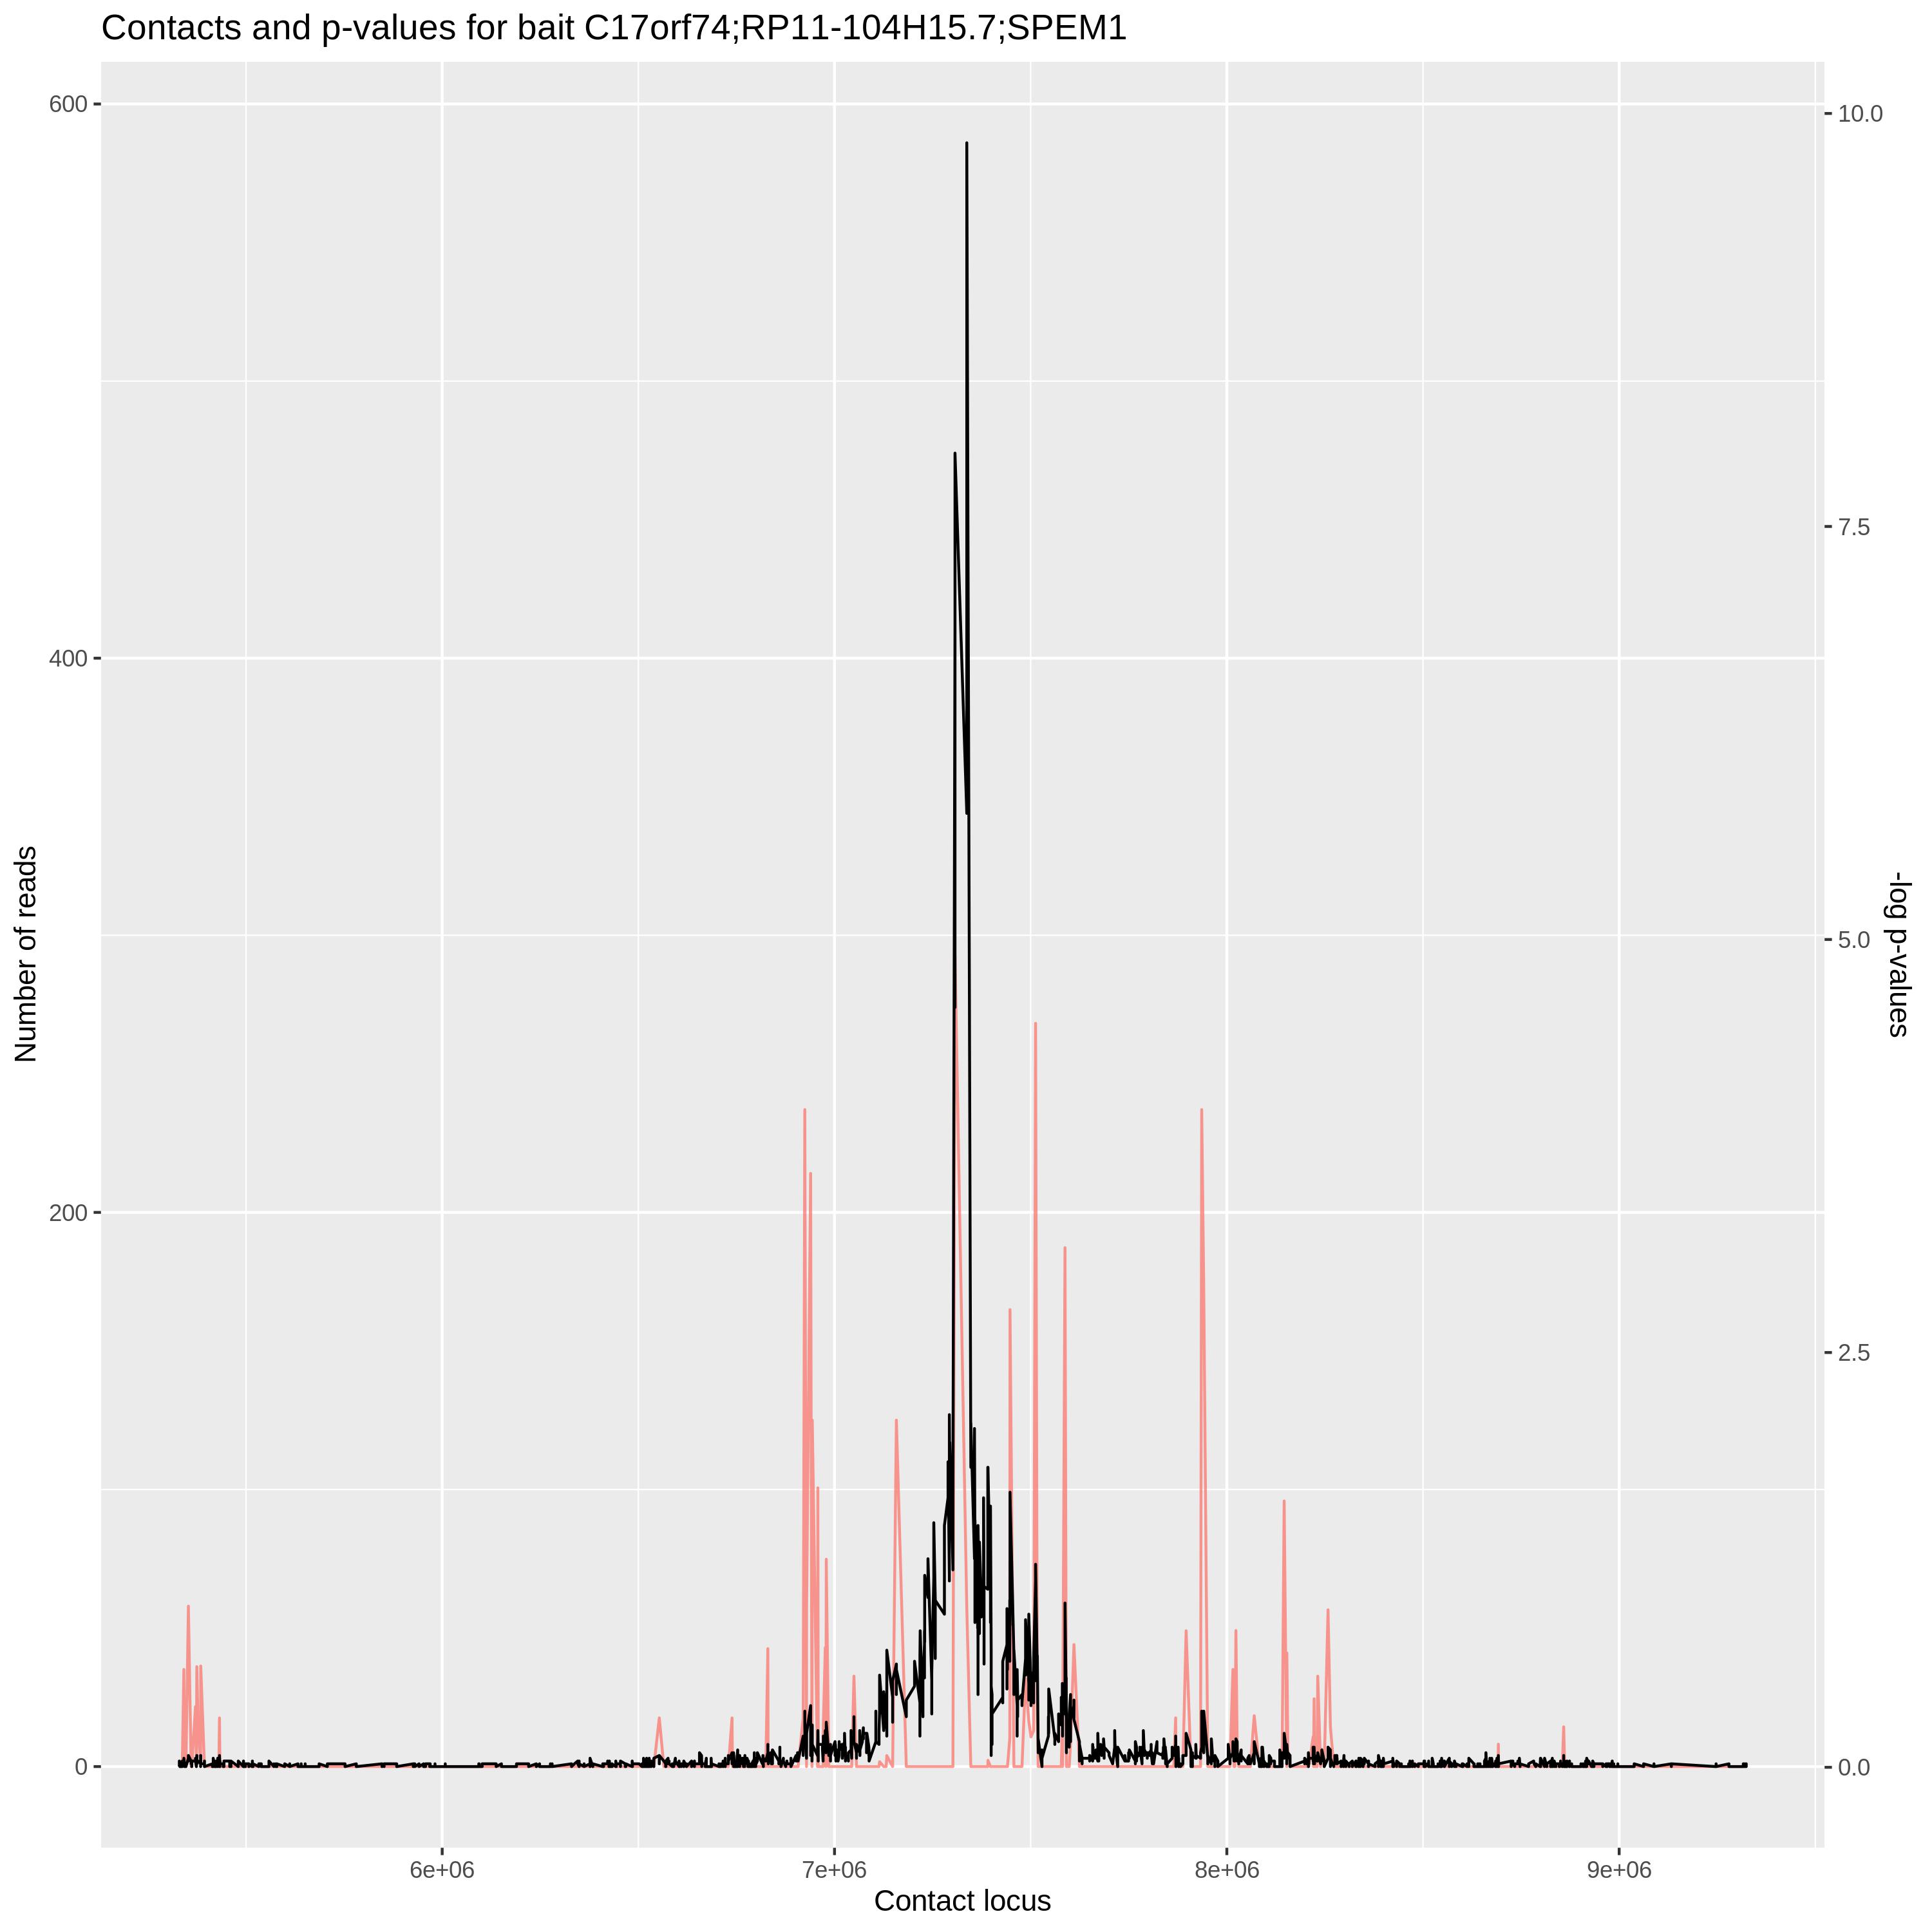 Contacts and p-values for bait C17orf74;RP11-104H15.7;SPEM1
600
400
200
0
Number of reads
10.0
7.5
5.0
2.5
0.0
-log p-values
6e+06
7e+06
8e+06
9e+06
Contact locus